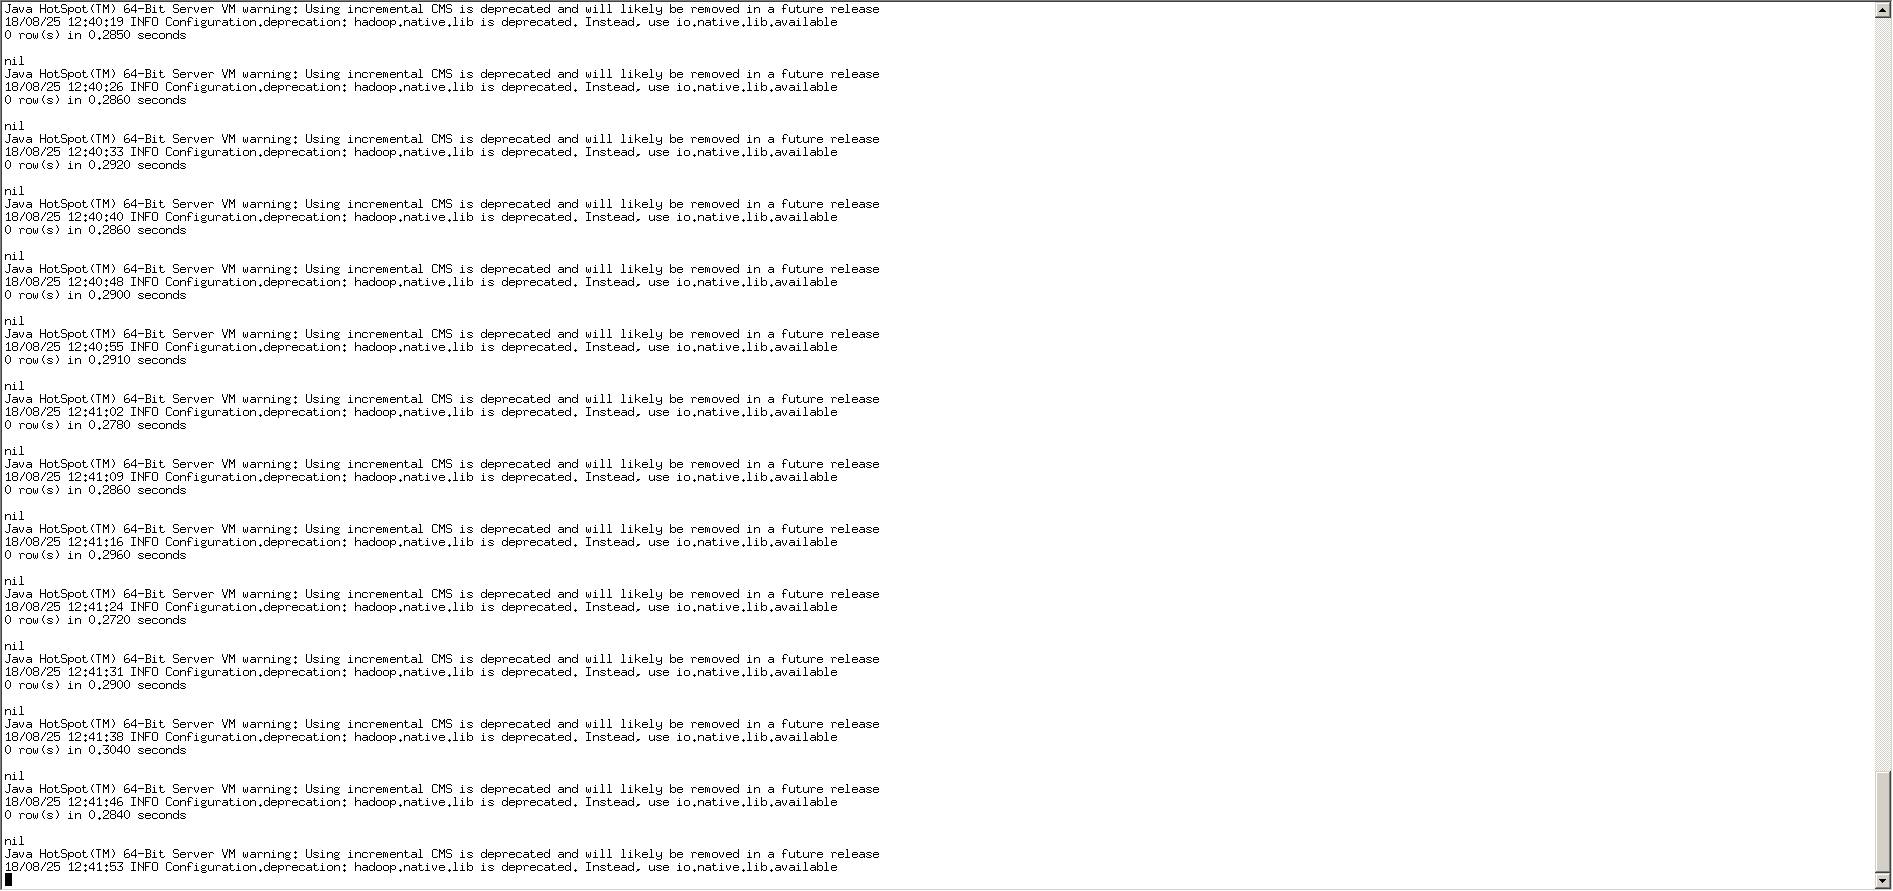 Java HotSpot(TM) 64-Bit Server VM warning: Using incremental CMS is deprecated and will likely be removed in a future release
18/08/25 12:40:19 INFO Configuration.deprecation: hadoop.native.lib is deprecated. Instead, use io.native.lib.available
0 row(s) in 0.2850 seconds
nil
Java HotSpot(TM) 64-Bit Server VM warning: Using incremental CMS is deprecated and will likely be removed in a future release
18/08/25 12:40:26 INFO Configuration.deprecation: hadoop.native.lib is deprecated. Instead, use io.native.lib.available
0 row(s) in 0.2860 seconds
nil
Java HotSpot(TM) 64-Bit Server VM warning: Using incremental CMS is deprecated and will likely be removed in a future release
18/08/25 12:40:33 INFO Configuration.deprecation: hadoop.native.lib is deprecated. Instead, use io.native.lib.available
0 row(s) in 0.2920 seconds
nil
Java HotSpot(TM) 64-Bit Server VM warning: Using incremental CMS is deprecated and will likely be removed in a future release
18/08/25 12:40:40 INFO Configuration.deprecation: hadoop.native.lib is deprecated. Instead, use io.native.lib.available
0 row(s) in 0.2860 seconds
nil
Java HotSpot(TM) 64-Bit Server VM warning: Using incremental CMS is deprecated and will likely be removed in a future release
18/08/25 12:40:48 INFO Configuration.deprecation: hadoop.native.lib is deprecated. Instead, use io.native.lib.available
0 row(s) in 0.2900 seconds
nil
Java HotSpot(TM) 64-Bit Server VM warning: Using incremental CMS is deprecated and will likely be removed in a future release
18/08/25 12:40:55 INFO Configuration.deprecation: hadoop.native.lib is deprecated. Instead, use io.native.lib.available
0 row(s) in 0.2910 seconds
nil
Java HotSpot(TM) 64-Bit Server VM warning: Using incremental CMS is deprecated and will likely be removed in a future release
18/08/25 12:41:02 INFO Configuration.deprecation: hadoop.native.lib is deprecated. Instead, use io.native.lib.available
0 row(s) in 0.2780 seconds
nil
Java HotSpot(TM) 64-Bit Server VM warning: Using incremental CMS is deprecated and will likely be removed in a future release
18/08/25 12:41:09 INFO Configuration.deprecation: hadoop.native.lib is deprecated. Instead, use io.native.lib.available
0 row(s) in 0.2860 seconds
nil
Java HotSpot(TM) 64-Bit Server VM warning: Using incremental CMS is deprecated and will likely be removed in a future release
18/08/25 12:41:16 INFO Configuration.deprecation: hadoop.native.lib is deprecated. Instead, use io.native.lib.available
0 row(s) in 0.2960 seconds
nil
Java HotSpot(TM) 64-Bit Server VM warning: Using incremental CMS is deprecated and will likely be removed in a future release
18/08/25 12:41:24 INFO Configuration.deprecation: hadoop.native.lib is deprecated. Instead, use io.native.lib.available
0 row(s) in 0.2720 seconds
nil
Java HotSpot(TM) 64-Bit Server VM warning: Using incremental CMS is deprecated and will likely be removed in a future release
18/08/25 12:41:31 INFO Configuration.deprecation: hadoop.native.lib is deprecated. Instead, use io.native.lib.available
0 row(s) in 0.2900 seconds
nil
Java HotSpot(TM) 64-Bit Server VM warning: Using incremental CMS is deprecated and will likely be removed in a future release
18/08/25 12:41:38 INFO Configuration.deprecation: hadoop.native.lib is deprecated. Instead, use io.native.lib.available
0 row(s) in 0.3040 seconds
nil
Java HotSpot(TM) 64-Bit Server VM warning: Using incremental CMS is deprecated and will likely be removed in a future release
18/08/25 12:41:46 INFO Configuration.deprecation: hadoop.native.lib is deprecated. Instead, use io.native.lib.available
0 row(s) in 0.2840 seconds
nil
Java HotSpot(TM) 64-Bit Server VM warning: Using incremental CMS is deprecated and will likely be removed in a future release
18/08/25 12:41:53 INFO Configuration.deprecation: hadoop.native.lib is deprecated. Instead, use io.native.lib.available